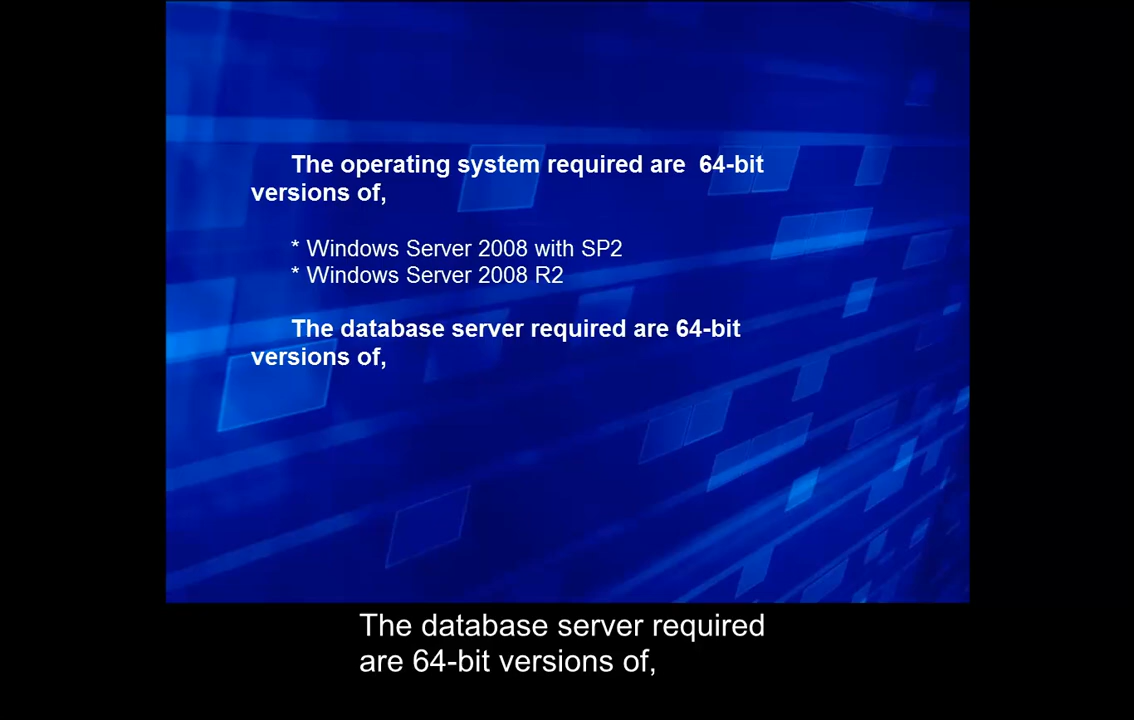 The operating system required are  64-bit
versions of,
* Windows Server 2008 with SP2
* Windows Server 2008 R2
The database server required are 64-bit
versions of,
The database server required
are 64-bit versions of,